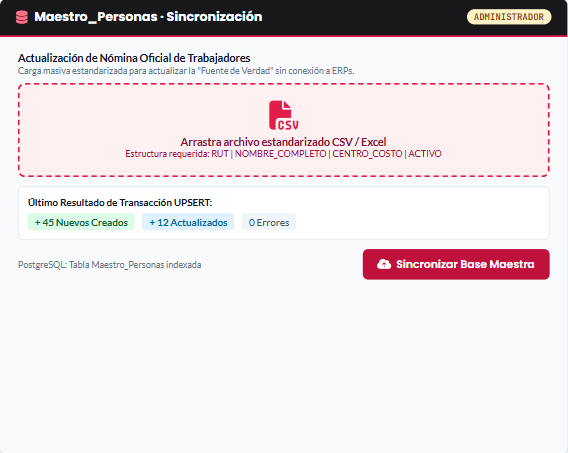 Maestro_Personas · Sincronización
ADMINISTRADOR
Actualización de Nómina Oficial de Trabajadores
Carga masiva estandarizada para actualizar la "Fuente de Verdad" sin conexión a ERPs.
CSV
Arrastra archivo estandarizado CSV / Excel
Estructura requerida: RUT | NOMBRE_COMPLETO | CENTRO_COSTO | ACTIVO
Último Resultado de Transacción UPSERT:
+ 45 Nuevos Creados
+ 12 Actualizados
0 Errores
PostgreSQL: Tabla Maestro_Personas indexada
Sincronizar Base Maestra